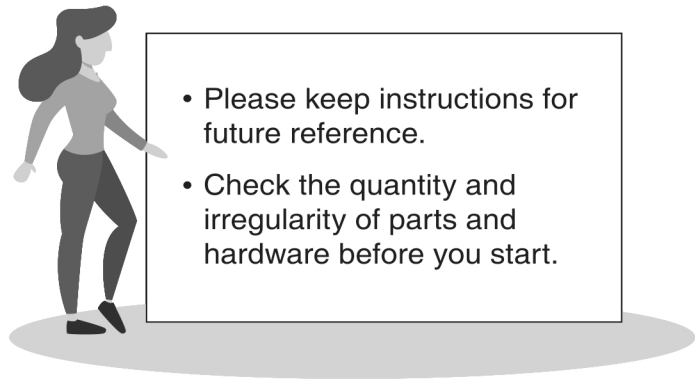 • Please keep instructions for
future reference.
• Check the quantity and
irregularity of parts and
hardware before you start.